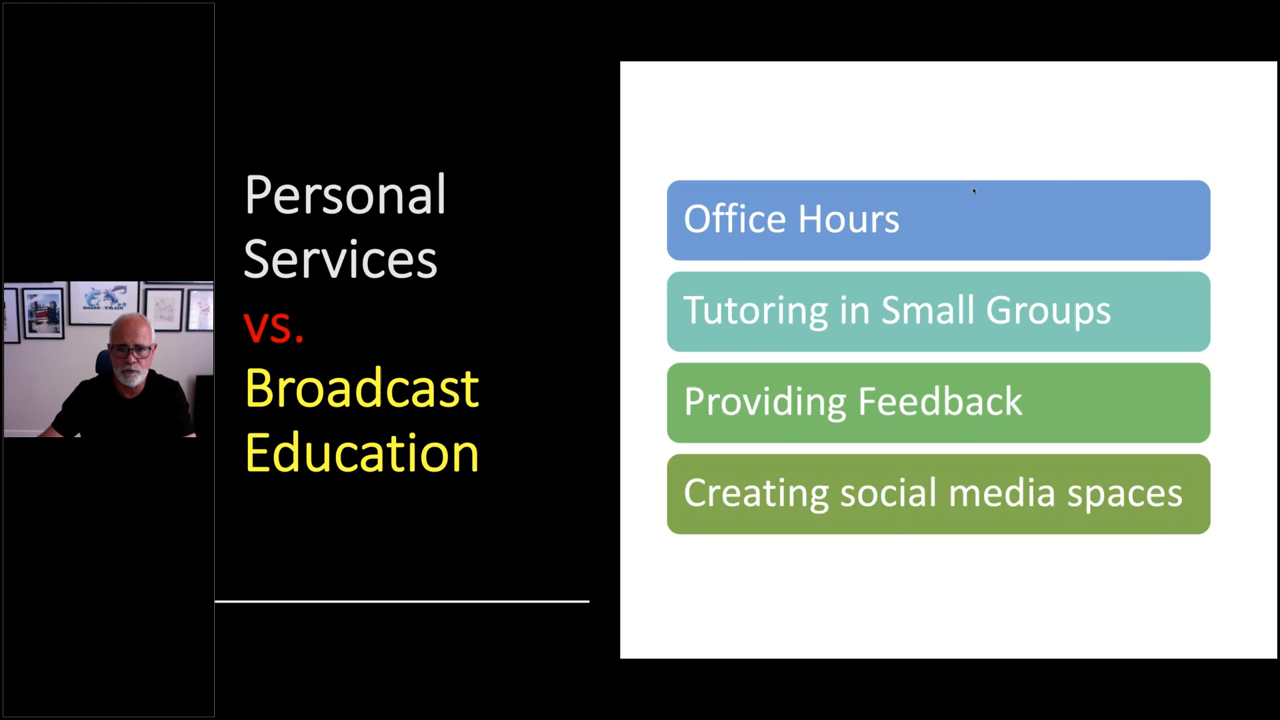 Personal
Services
vs.
Broadcast
Education
Office Hours
Tutoring in Small Groups
Providing Feedback
Creating social media spaces